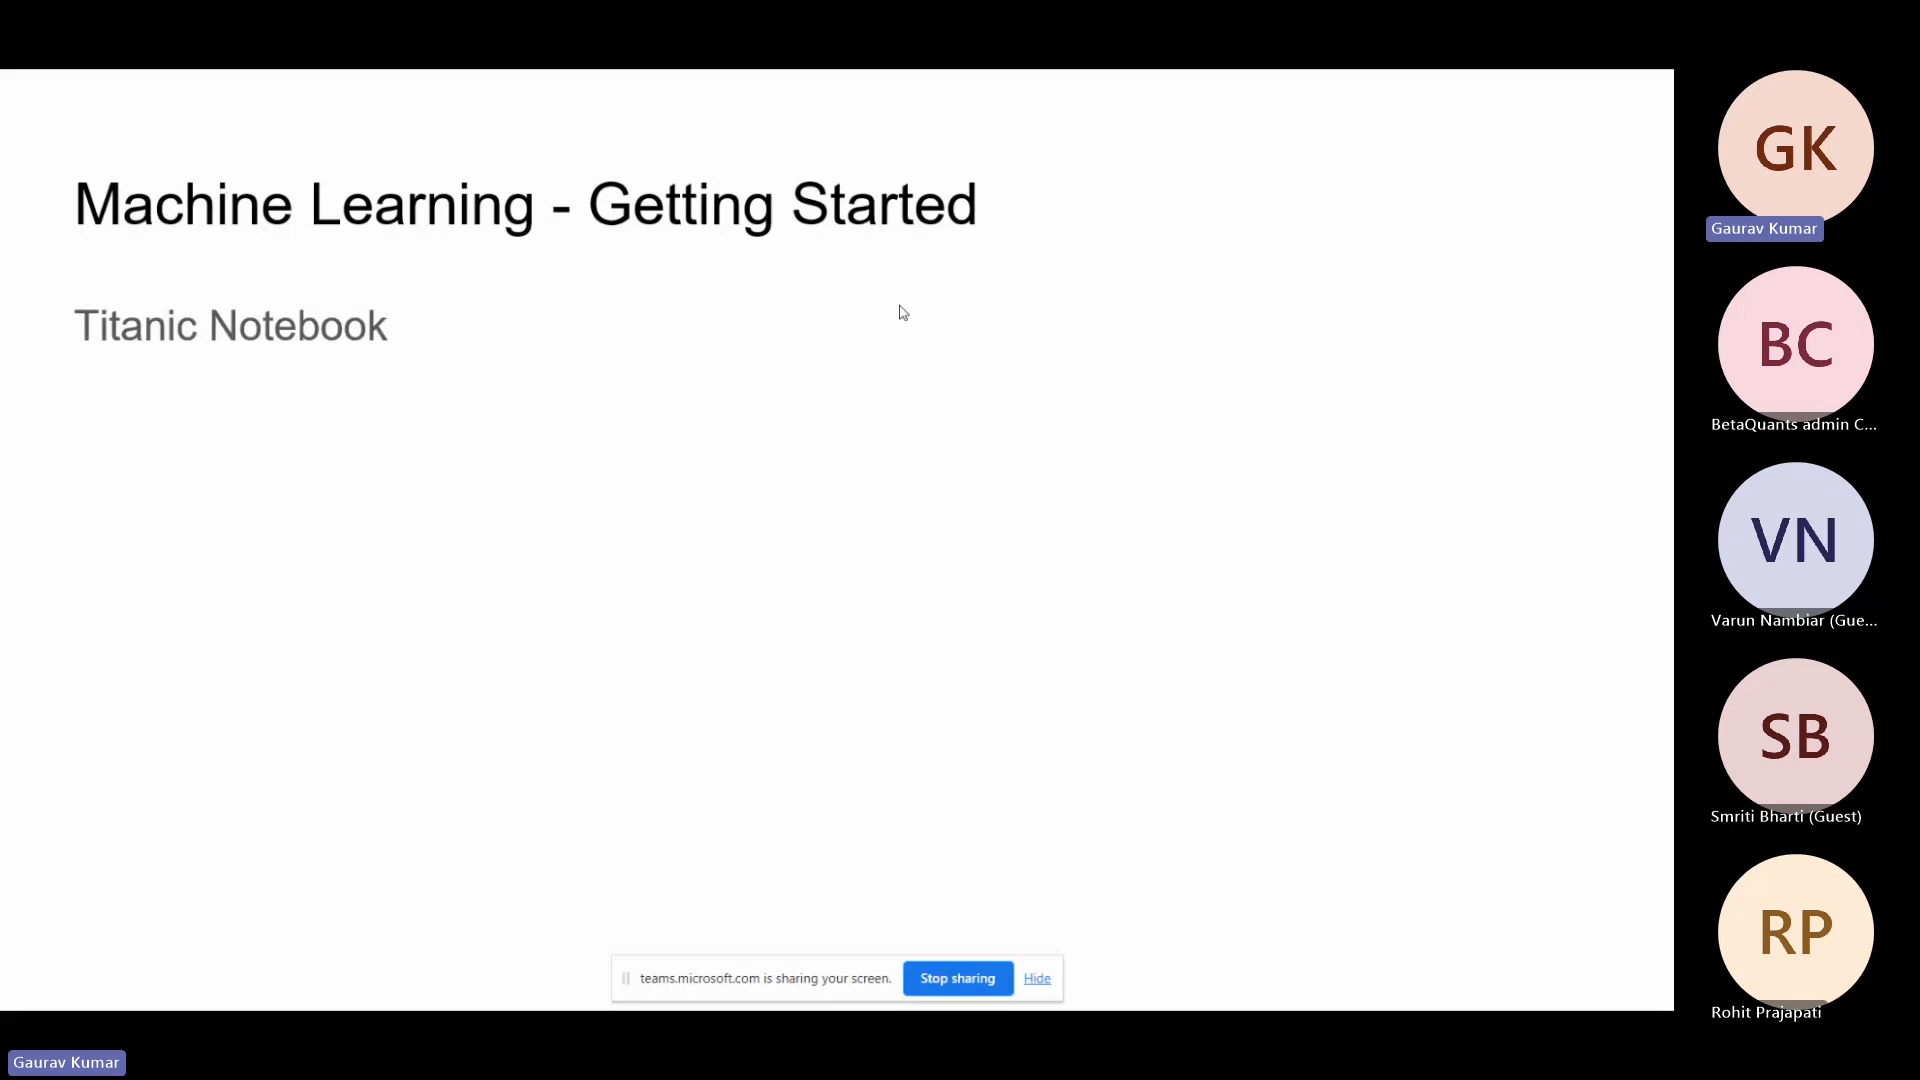 Machine Learning - Getting Started
Titanic Notebook
teams.microsoft.com is sharing your screen. Stop sharing Hide
GK
Gaurav Kumar
BC
BetaQuants admin C...
VN
Varun Nambiar (Gue...
SB
Smriti Bharti (Guest)
RP
Rohit Prajapati
Gaurav Kumar